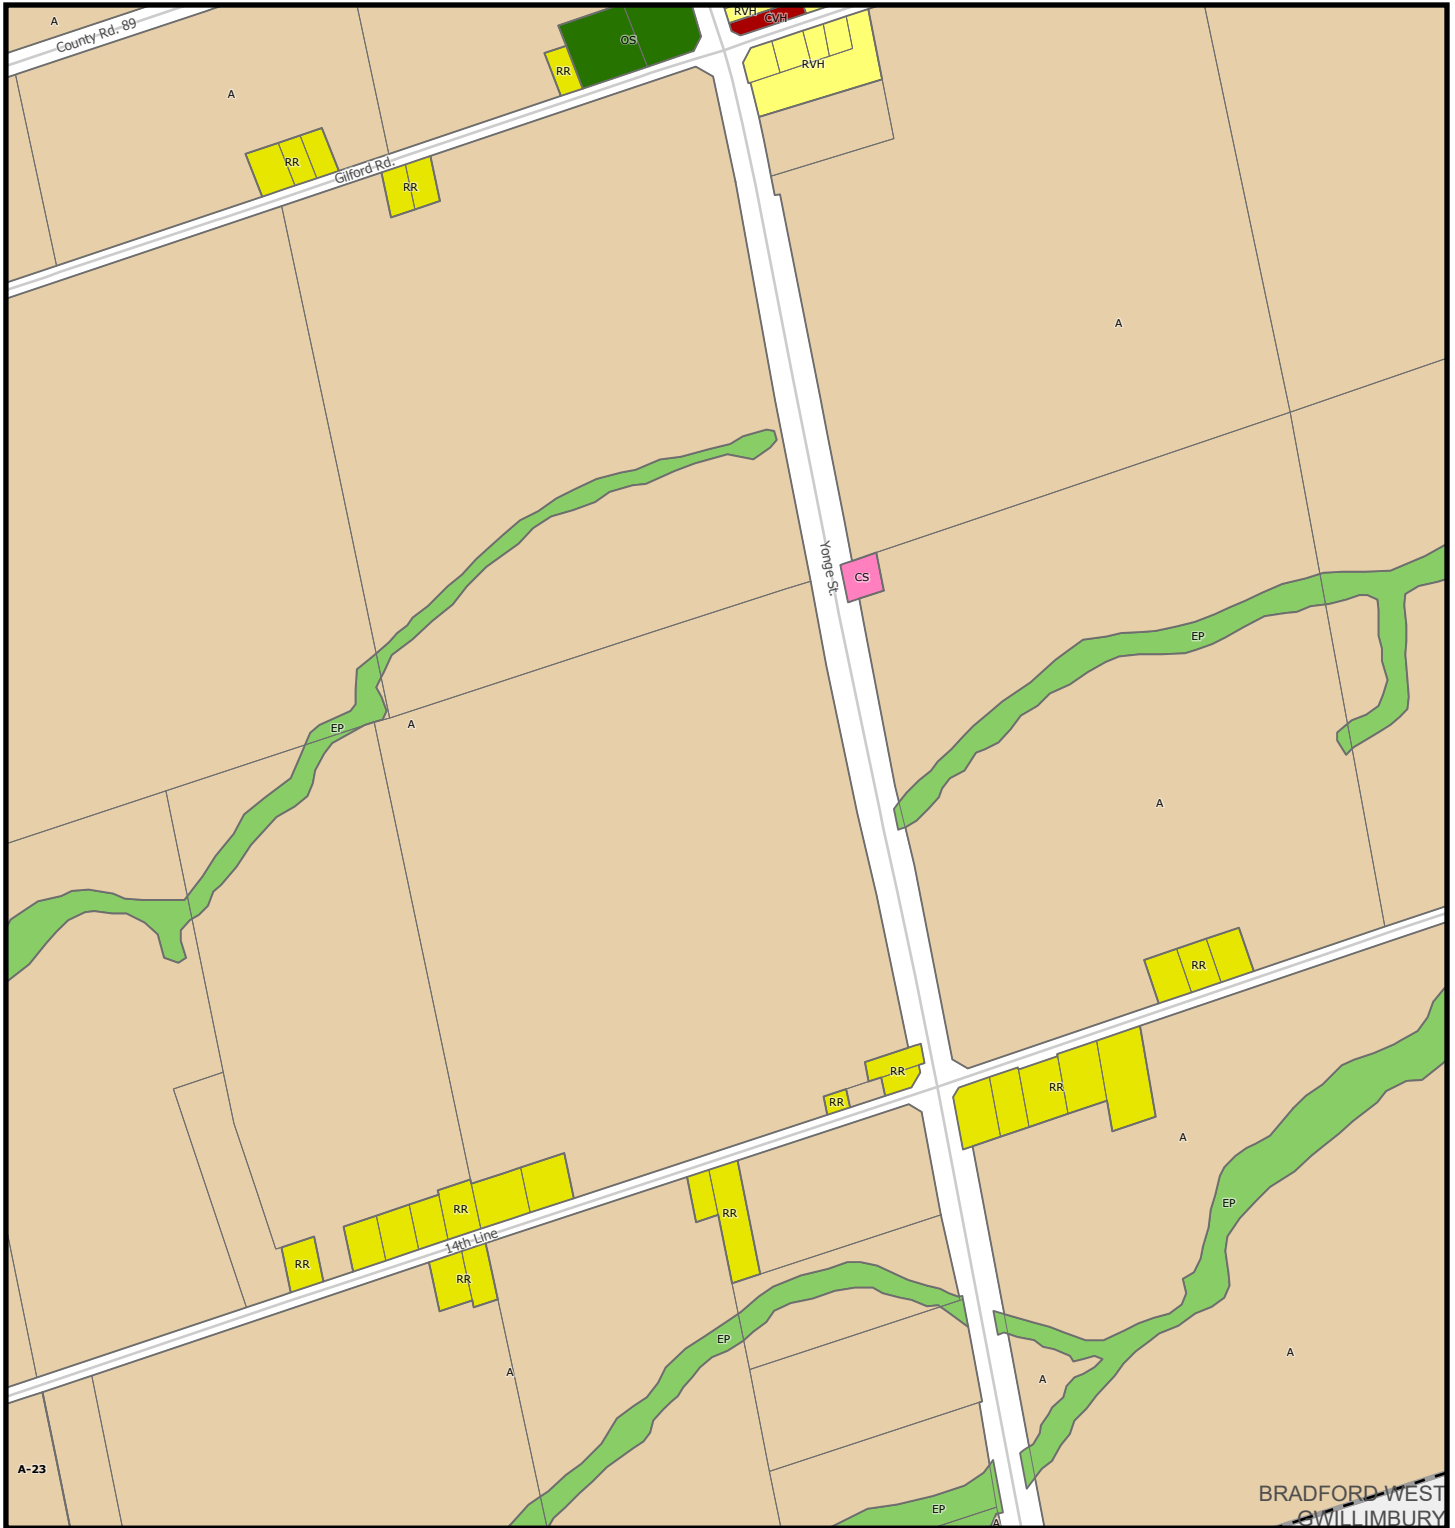 A
County Rd. 89
RVH
CVH
OS
RR
RVH
A
RR
Gilford Rd.
RR
A
Yonge St.
CS
EP
EP
A
A
RR
RR
RR
RR
A
RR
EP
RR
14th Line
RR
RR
EP
A
A
A
A-23
EP
A
BRADFORD WEST
GWILLIMBURY